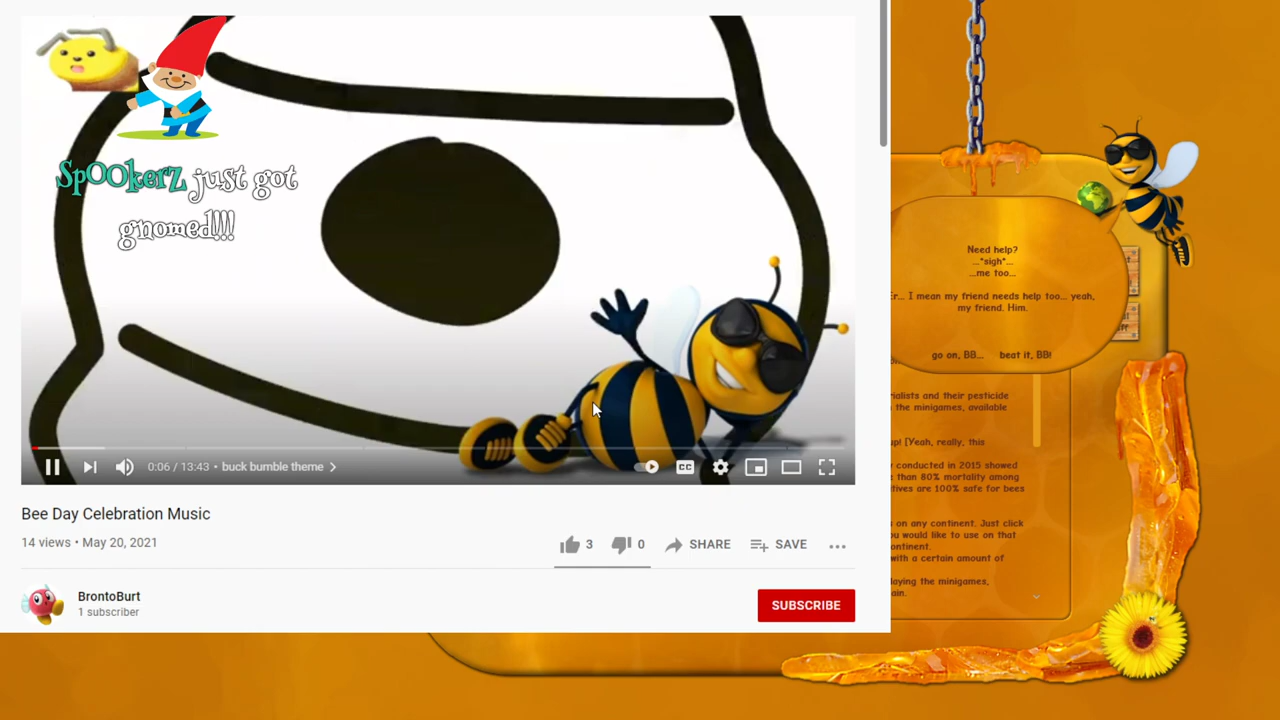 SpOOkerz just got
gnomed!!!
0:06 / 13:43 • buck bumble theme
CC
Bee Day Celebration Music
14 views • May 20, 2021
3
0
SHARE
SAVE
BrontoBurt
1 subscriber
SUBSCRIBE
Need help?
...*sigh*...
...me too...
Er... I mean my friend needs help too... yeah,
my friend. Him.
go on, BB... beat it, BB!
rialists and their pesticide
the minigames, available
up! [Yeah, really, this
conducted in 2015 showed
than 80% mortality among
tives are 100% safe for bees
on any continent. Just click
ou would like to use on that
ontinent.
with a certain amount of
laying the minigames,
ain.